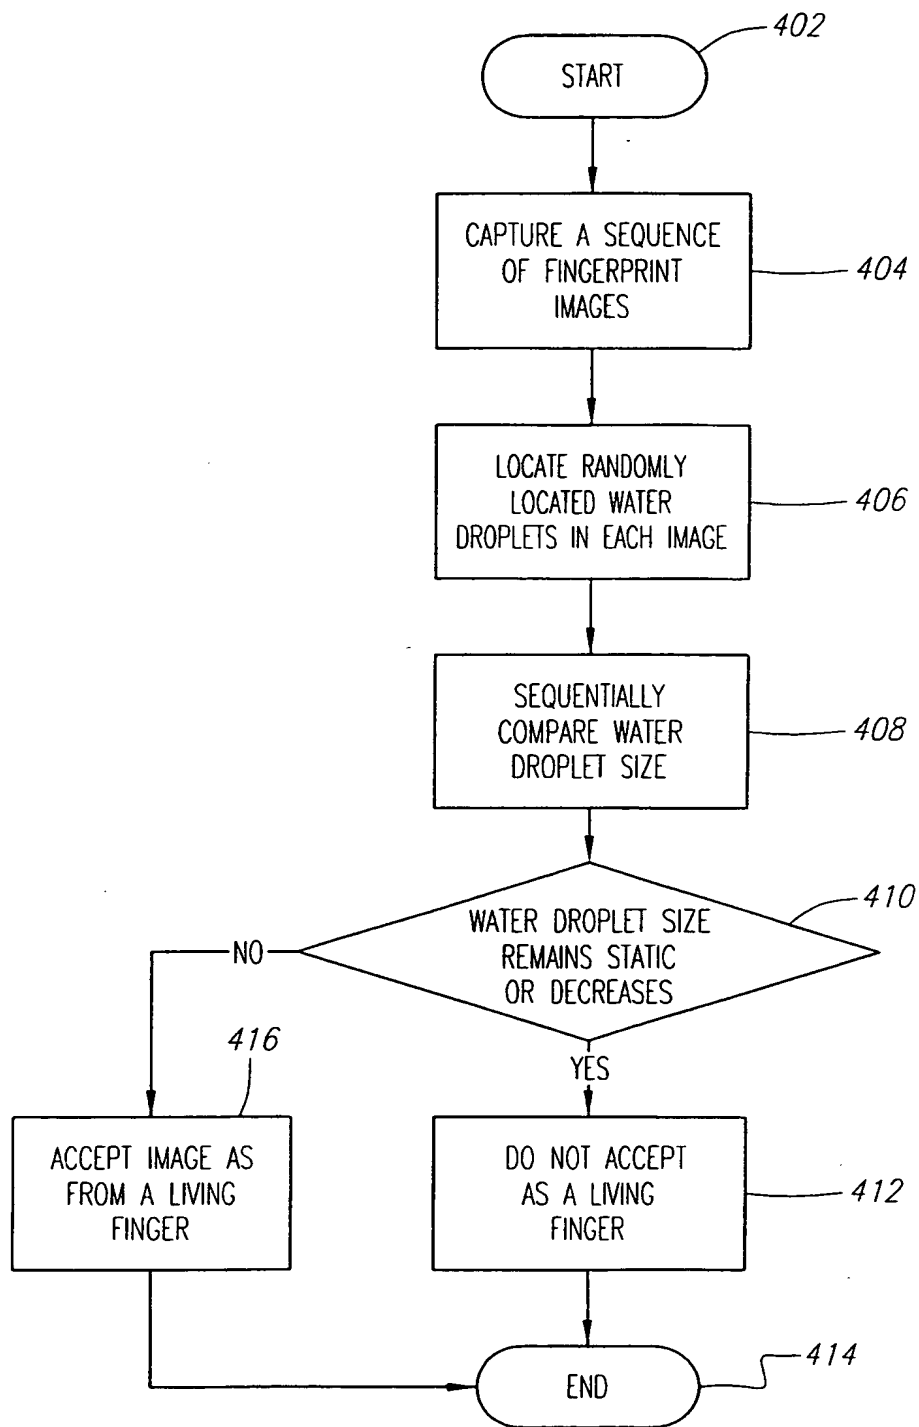 402
START
CAPTURE A SEQUENCE
OF FINGERPRINT
IMAGES
404
LOCATE RANDOMLY
LOCATED WATER
DROPLETS IN EACH IMAGE
406
SEQUENTIALLY
COMPARE WATER
DROPLET SIZE
408
410
WATER DROPLET SIZE
REMAINS STATIC
OR DECREASES
NO
YES
416
ACCEPT IMAGE AS
FROM A LIVING
FINGER
DO NOT ACCEPT
AS A LIVING
FINGER
412
END
414